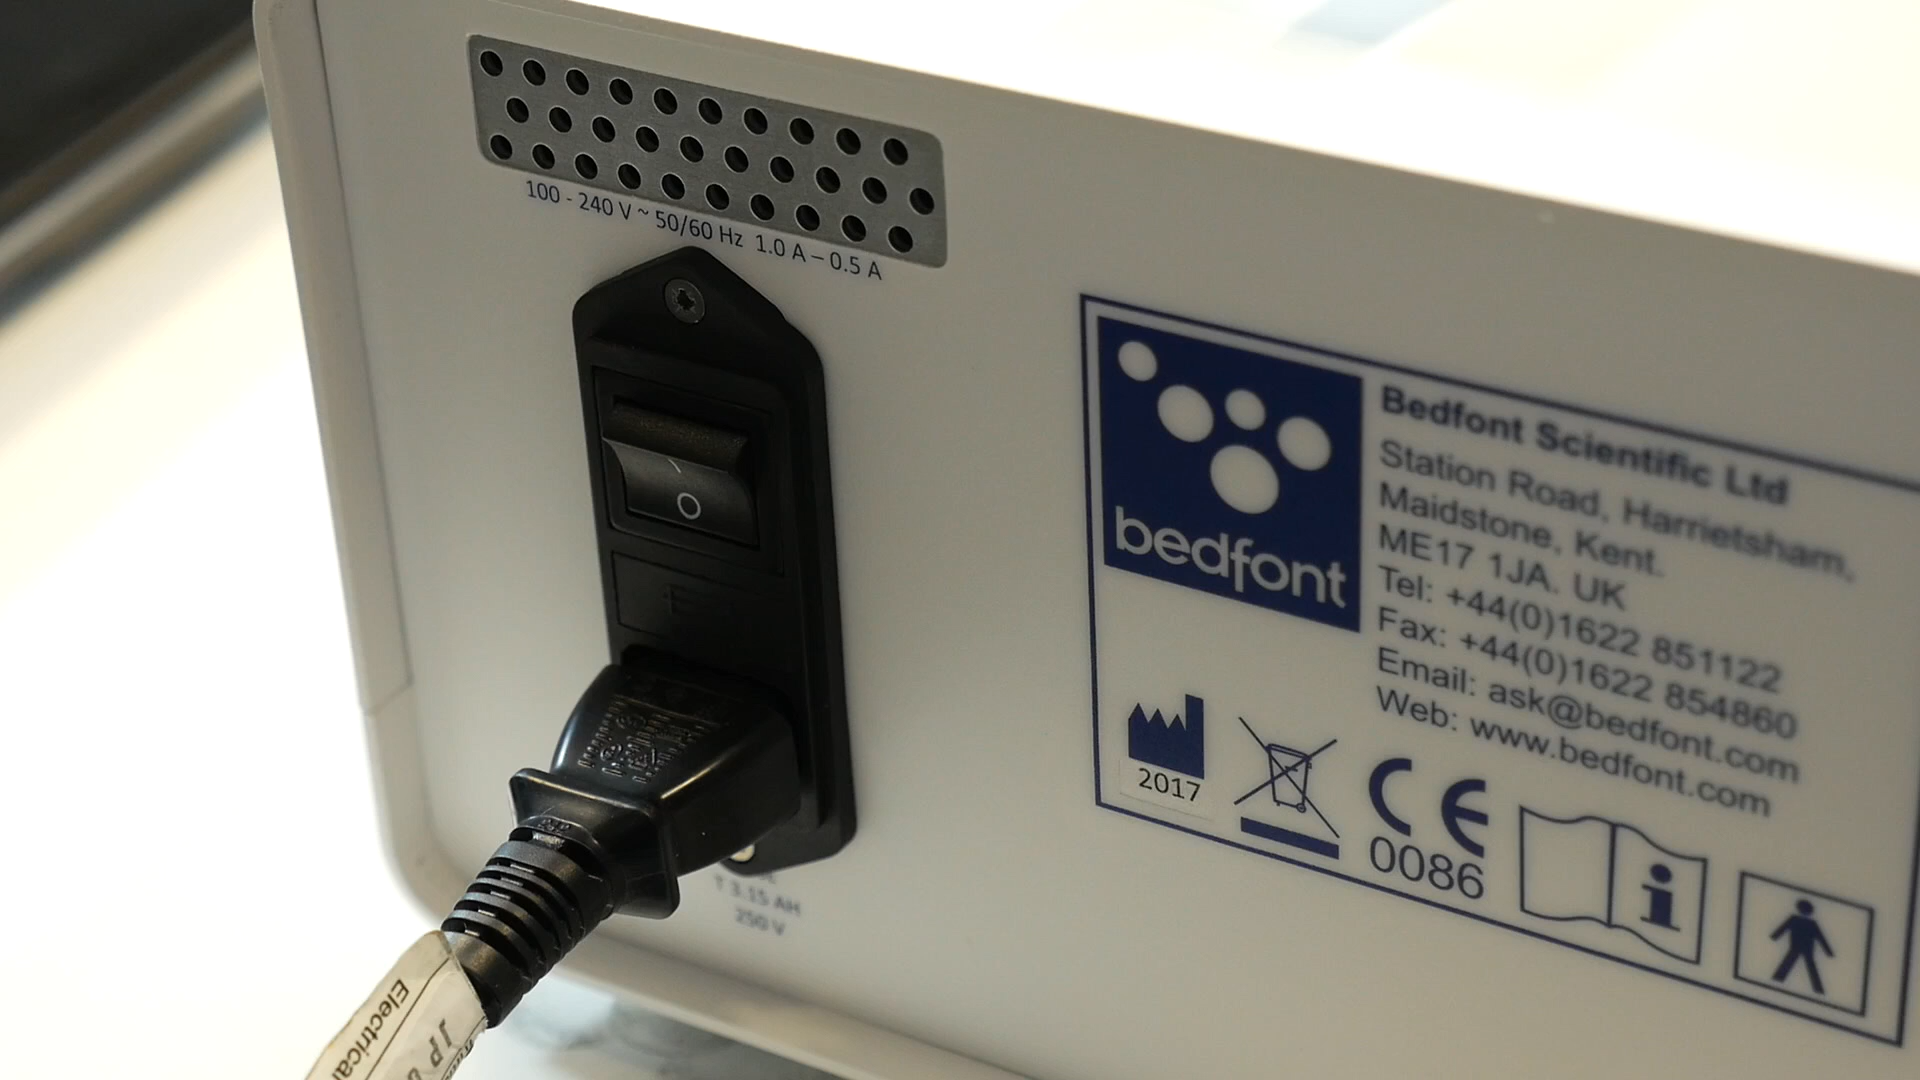 100 - 240 V ~ 50/60 Hz 1.0 A – 0.5 A
O
T 3.15 AH
250 V
bedfont
Bedfont Scientific Ltd
Station Road, Harrietsham,
Maidstone, Kent.
ME17 1JA. UK
Tel: +44(0)1622 851122
Fax: +44(0)1622 854860
Email: ask@bedfont.com
Web: www.bedfont.com
2017
CE
0086
i
Electrical